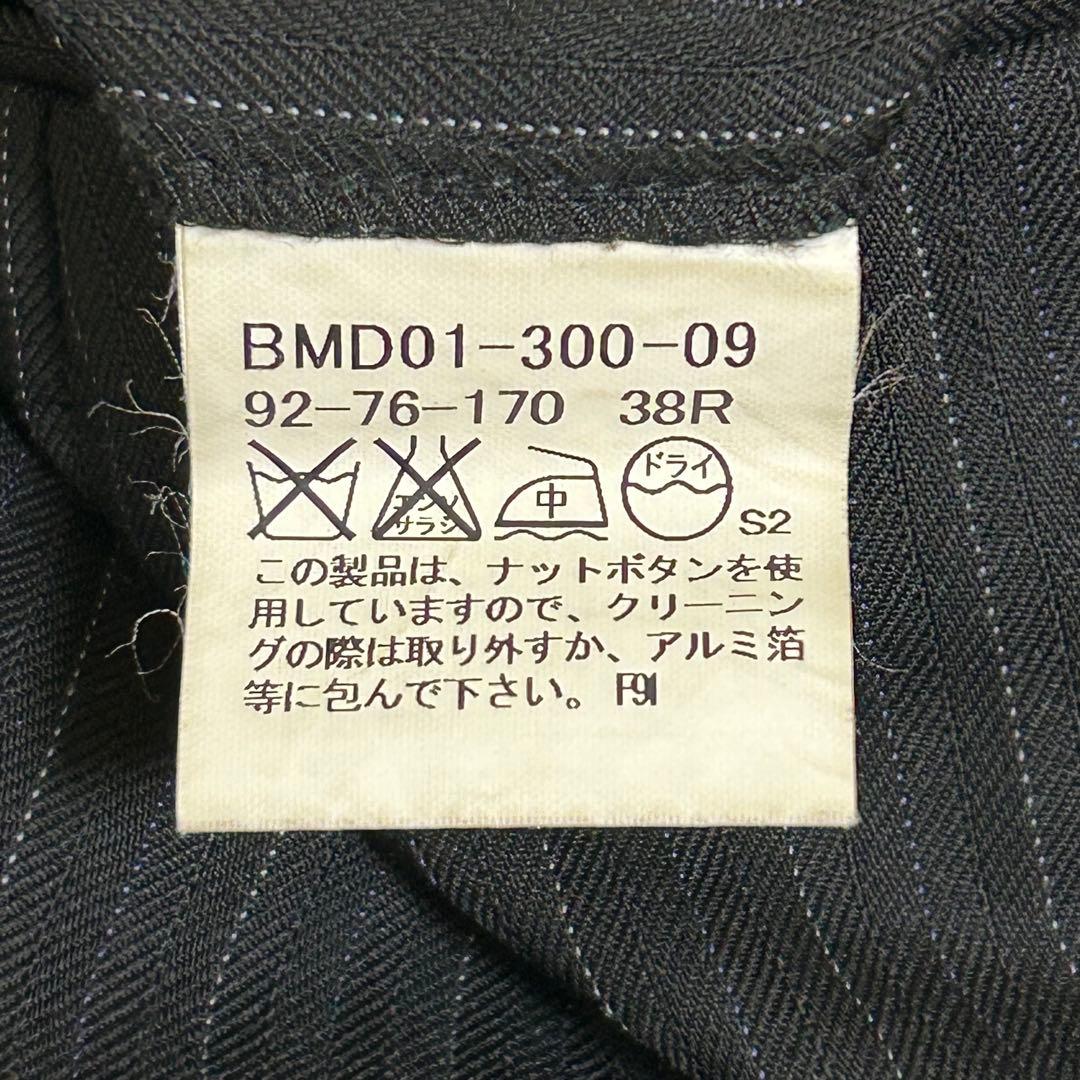 BMD01-300-09
92-76-170 38R
エンソ
サラシ
中
ドライ
S2
この製品は、ナットボタンを使
用していますので、クリーニン
グの際は取り外すか、アルミ箔
等に包んで下さい。 F91